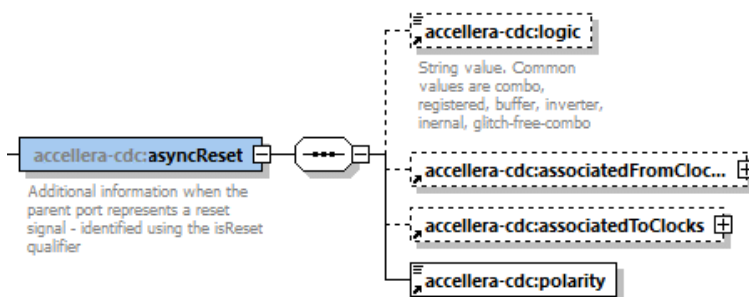 accellera-cdc:logic
String value. Common
values are combo,
registered, buffer, inverter,
inernal, glitch-free-combo
accellera-cdc:asyncReset
Additional information when the
parent port represents a reset
signal - identified using the isReset
qualifier
accellera-cdc:associatedFromCloc...
accellera-cdc:associatedToClocks
accellera-cdc:polarity